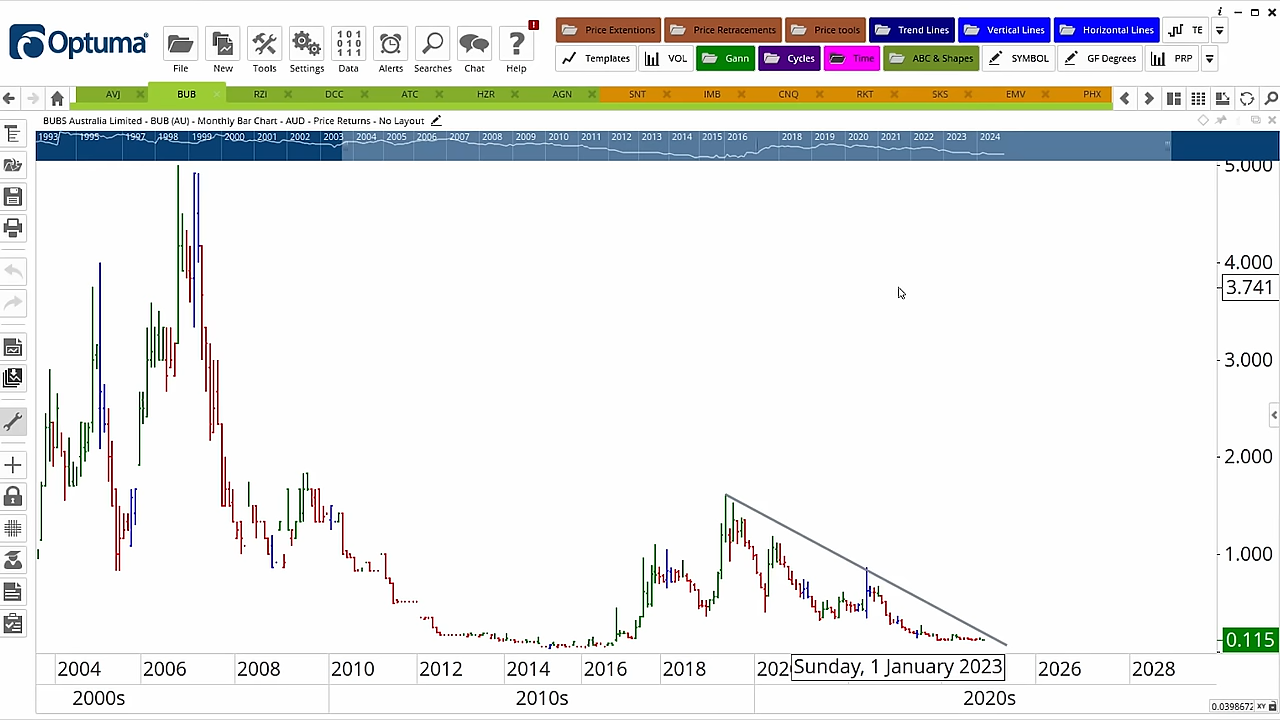 Optuma
File
New
Tools
Settings
Data
Alerts
Searches
Chat
Help
Price Extentions
Price Retracements
Price tools
Trend Lines
Vertical Lines
Horizontal Lines
TE
Templates
VOL
Gann
Cycles
Time
ABC & Shapes
SYMBOL
GF Degrees
PRP
AVJ
BUB
RZI
DCC
ATC
HZR
AGN
SNT
IMB
CNQ
RKT
SKS
EMV
PHX
BUBS Australia Limited - BUB (AU) - Monthly Bar Chart - AUD - Price Returns - No Layout
1993 1995 1997 1998 1999 2000 2002 2003 2004 2005 2006 2007 2008 2009 2010 2011 2012 2013 2014 2015 2016 2018 2019 2020 2021 2022 2023 2024
5.000
4.000
3.741
3.000
2.000
1.000
0.115
2004 2006 2008 2010 2012 2014 2016 2018 202 Sunday, 1 January 2023 2026 2028
2000s 2010s 2020s
0.0398672 XY